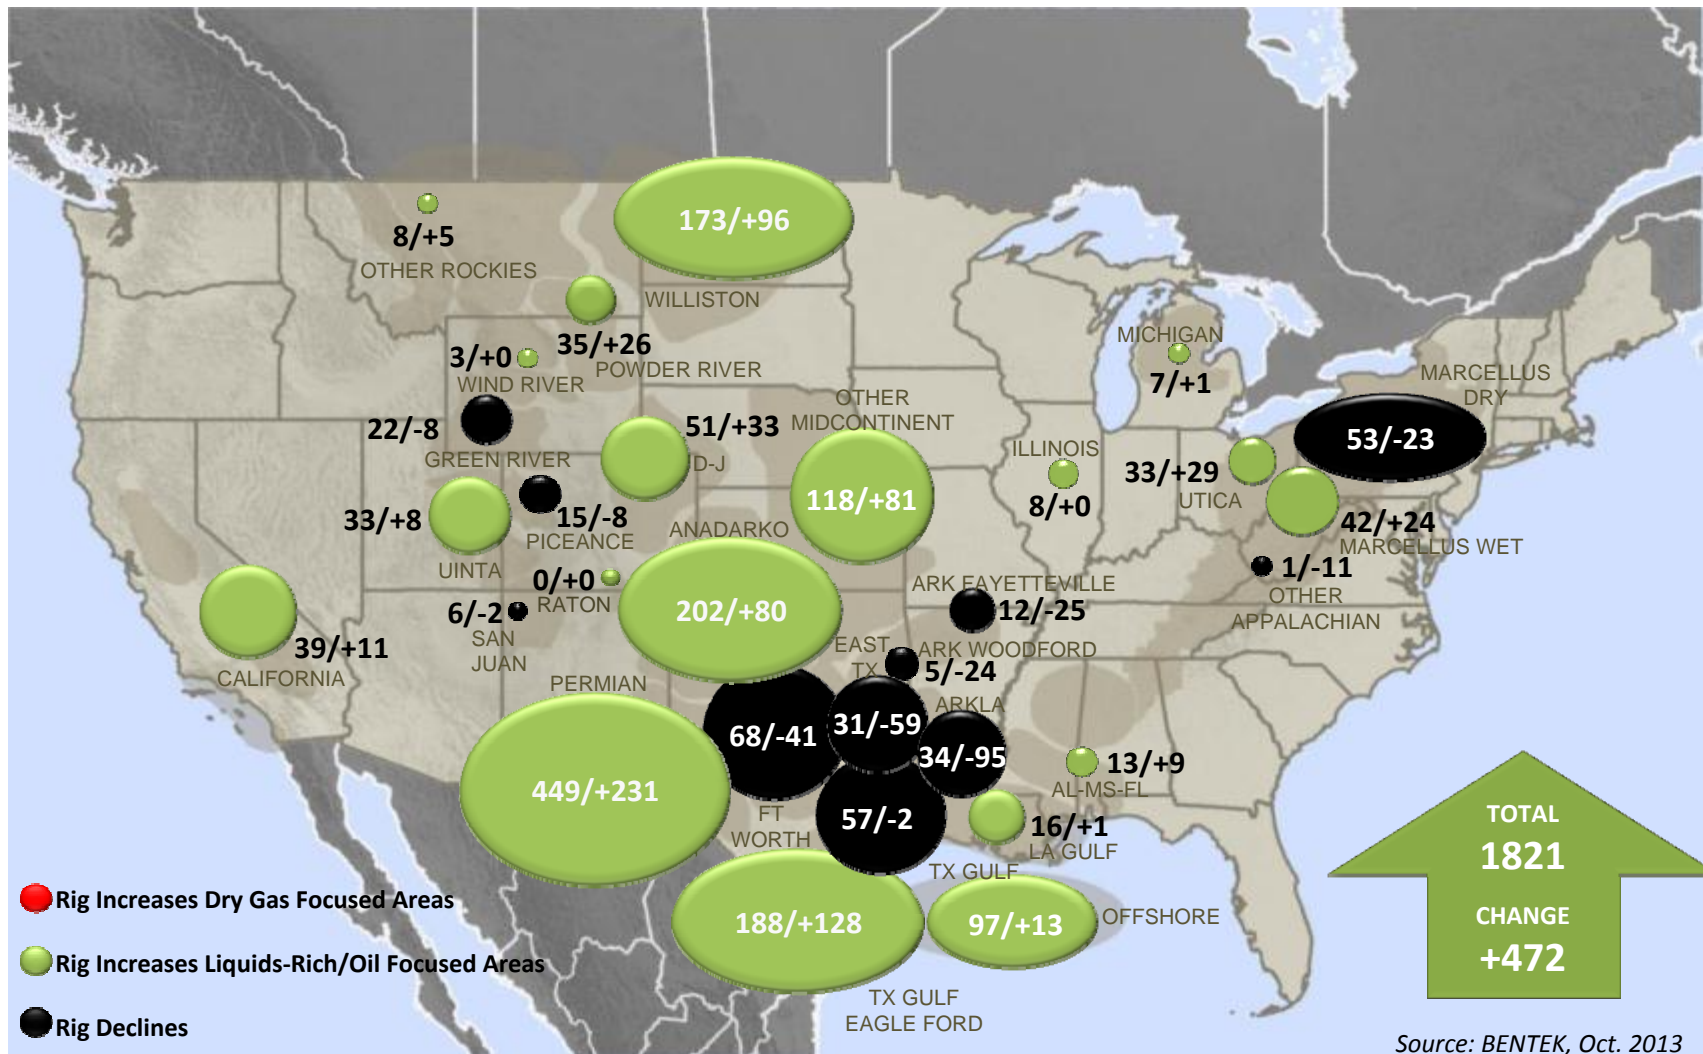 173/+96
WILLISTON
8/+5
OTHER ROCKIES
35/+26
POWDER RIVER
3/+0
WIND RIVER
22/-8
GREEN RIVER
51/+33
D-J
OTHER
MIDCONTINENT
118/+81
MICHIGAN
7/+1
ILLINOIS
8/+0
MARCELLUS
DRY
53/-23
33/+29
UTICA
42/+24
MARCELLUS WET
1/-11
OTHER
APPALACHIAN
33/+8
UINTA
15/-8
PICEANCE
0/+0
RATON
6/-2
SAN
JUAN
39/+11
CALIFORNIA
ANADARKO
202/+80
ARK FAYETTEVILLE
12/-25
ARK WOODFORD
5/-24
EAST
TX
31/-59
ARKLA
34/-95
PERMIAN
449/+231
68/-41
FT
WORTH
57/-2
TX GULF
13/+9
AL-MS-FL
16/+1
LA GULF
188/+128
TX GULF
EAGLE FORD
97/+13
OFFSHORE
TOTAL
1821
CHANGE
+472
Rig Increases Dry Gas Focused Areas
Rig Increases Liquids-Rich/Oil Focused Areas
Rig Declines
Source: BENTEK, Oct. 2013